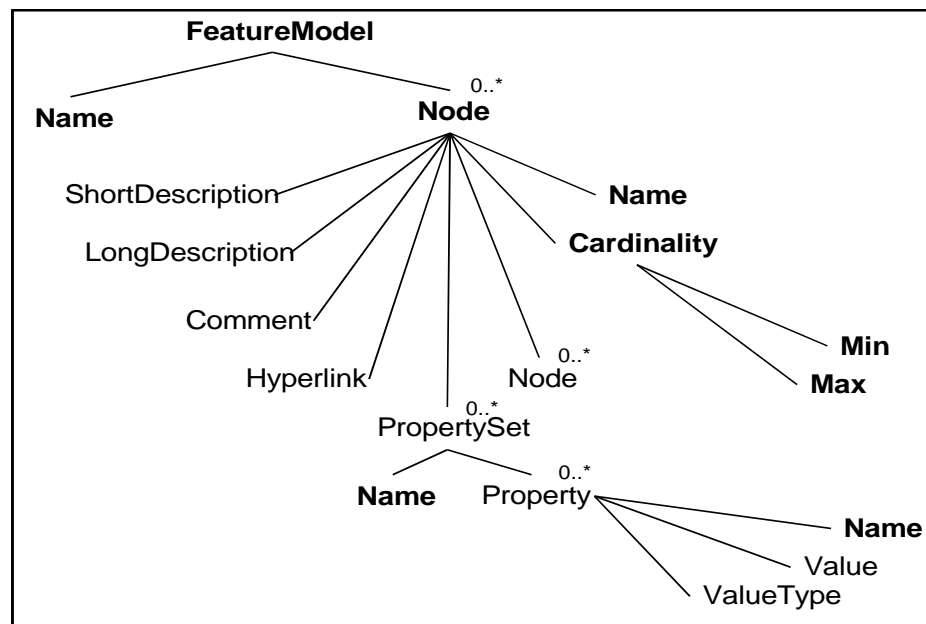 FeatureModel
0..*
Name
Node
ShortDescription
Name
LongDescription
Cardinality
Comment
Min
0..*
Hyperlink
Node
Max
0..*
PropertySet
0..*
Name
Property
Name
Value
ValueType